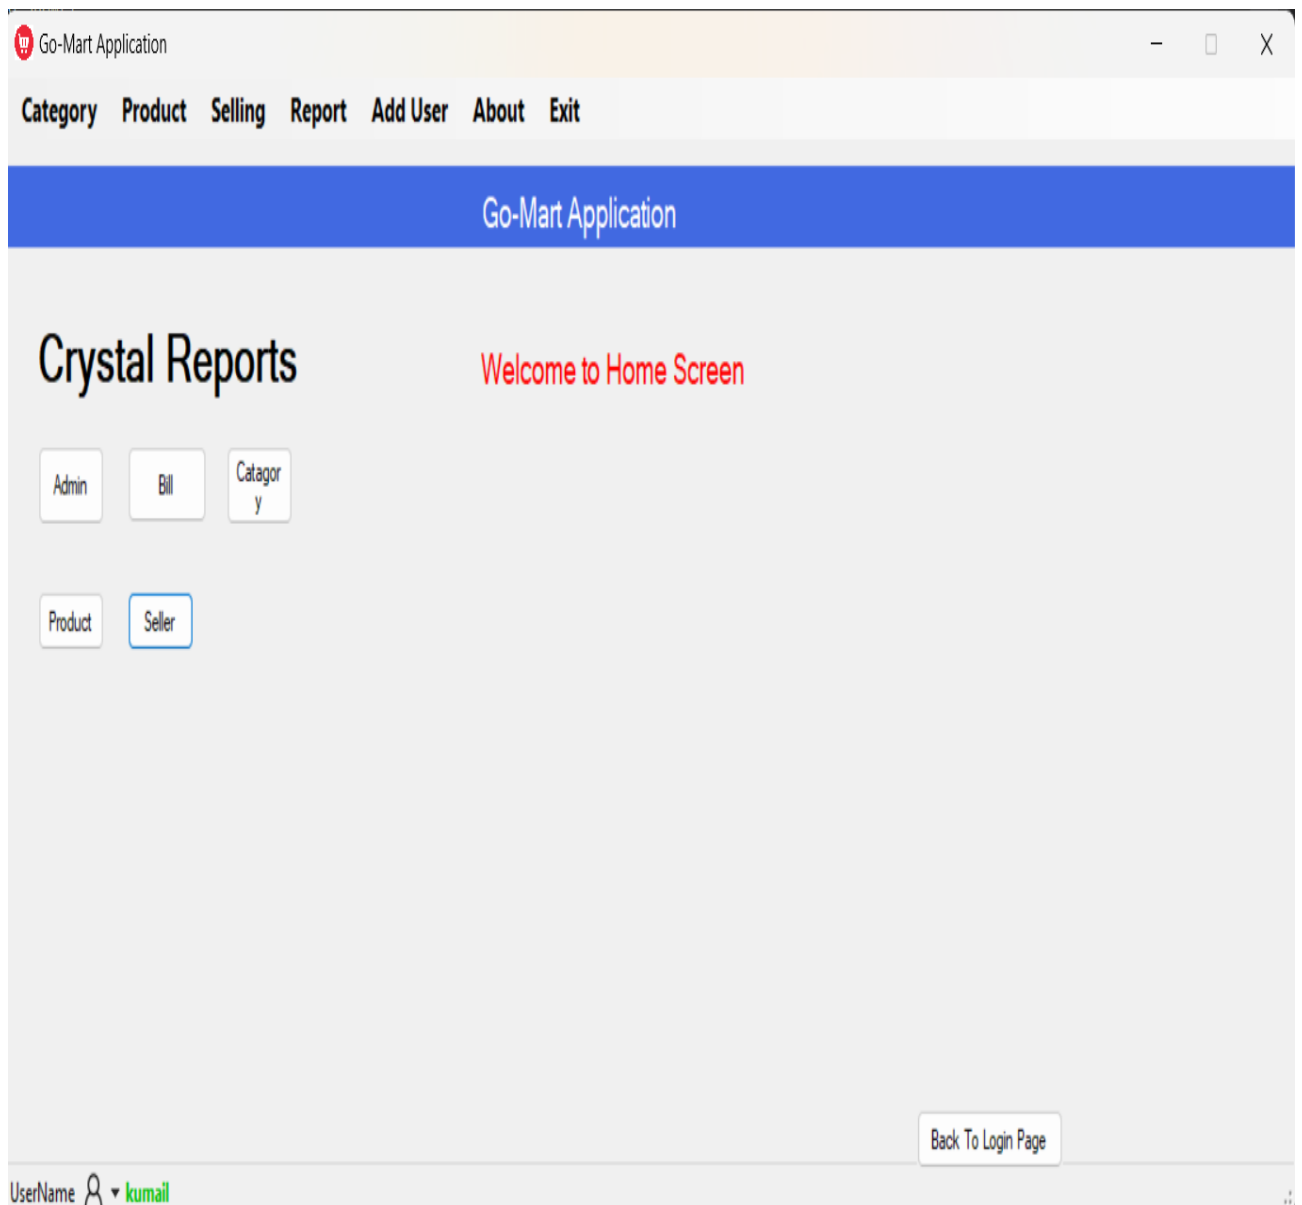 Go-Mart Application
Category Product Selling Report Add User About Exit
Go-Mart Application
Crystal Reports
Welcome to Home Screen
Admin
Bill
Catagor
y
Product
Seller
Back To Login Page
UserName kumail